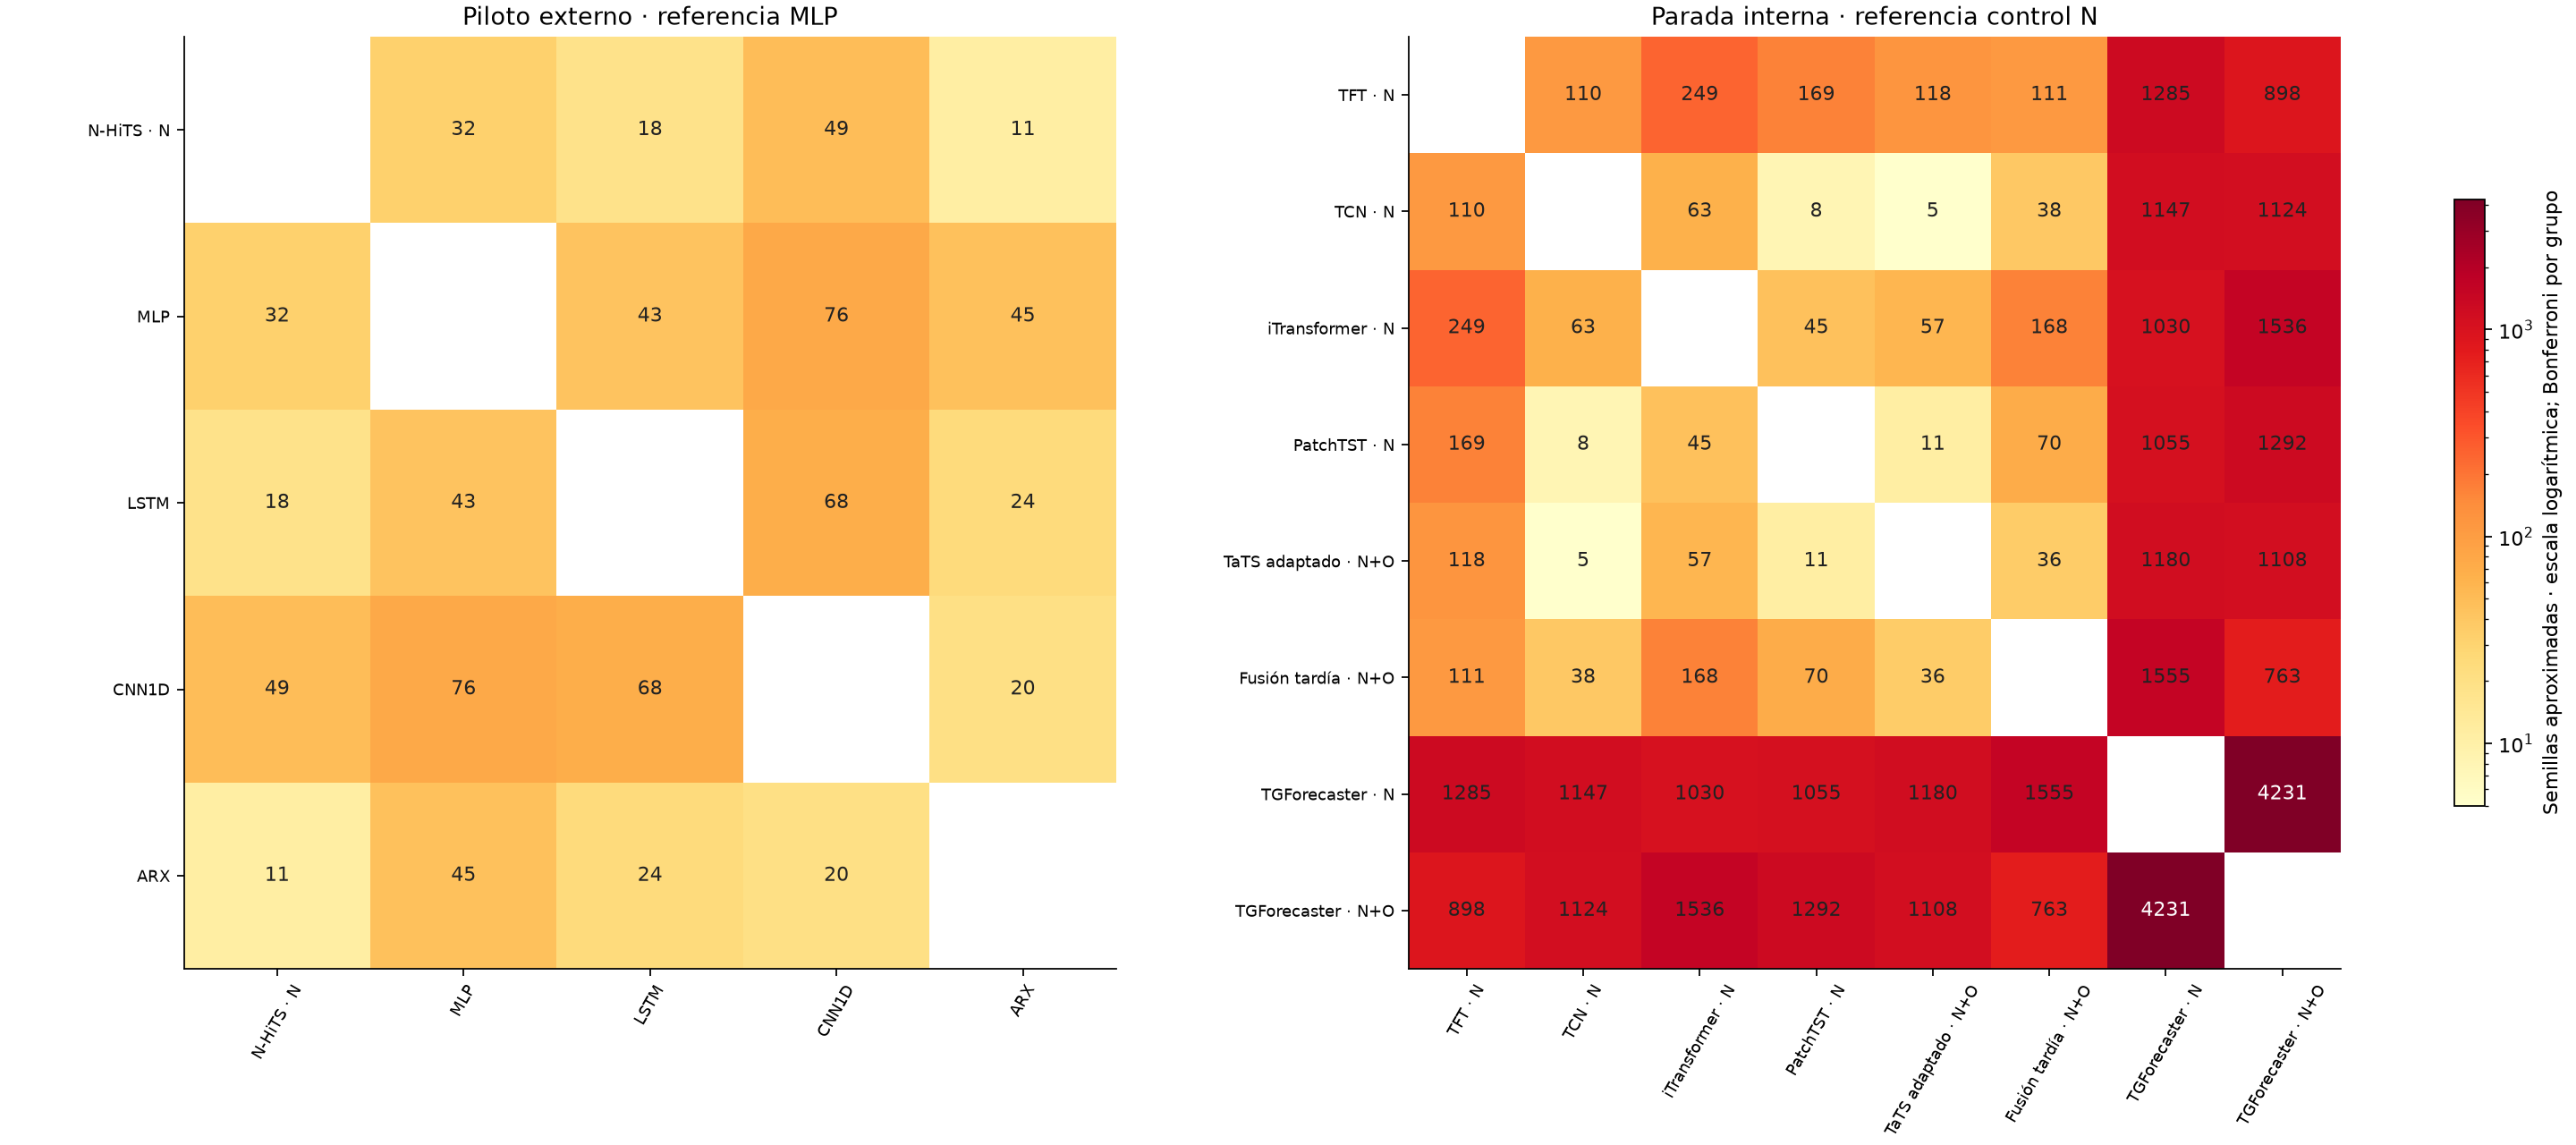 Piloto externo · referencia MLP
N-HiTS · N
32 18 49 11
MLP
32 43 76 45
LSTM
18 43 68 24
CNN1D
49 76 68 20
ARX
11 45 24 20
N-HiTS · N
MLP
LSTM
CNN1D
ARX
Parada interna · referencia control N
TFT · N
110 249 169 118 111 1285 898
TCN · N
110 63 8 5 38 1147 1124
iTransformer · N
249 63 45 57 168 1030 1536
PatchTST · N
169 8 45 11 70 1055 1292
TaTS adaptado · N+O
118 5 57 11 36 1180 1108
Fusión tardía · N+O
111 38 168 70 36 1555 763
TGForecaster · N
1285 1147 1030 1055 1180 1555 4231
TGForecaster · N+O
898 1124 1536 1292 1108 763 4231
TFT · N
TCN · N
iTransformer · N
PatchTST · N
TaTS adaptado · N+O
Fusión tardía · N+O
TGForecaster · N
TGForecaster · N+O
10³
10²
10¹
Semillas aproximadas · escala logarítmica; Bonferroni por grupo